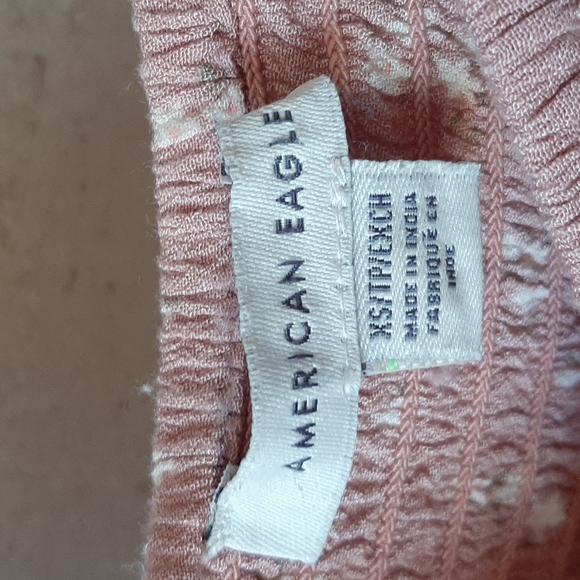 AMERICAN EAGLE
XS/TP/EXCH
MADE IN INDIA
FABRIQUÉ EN
INDE